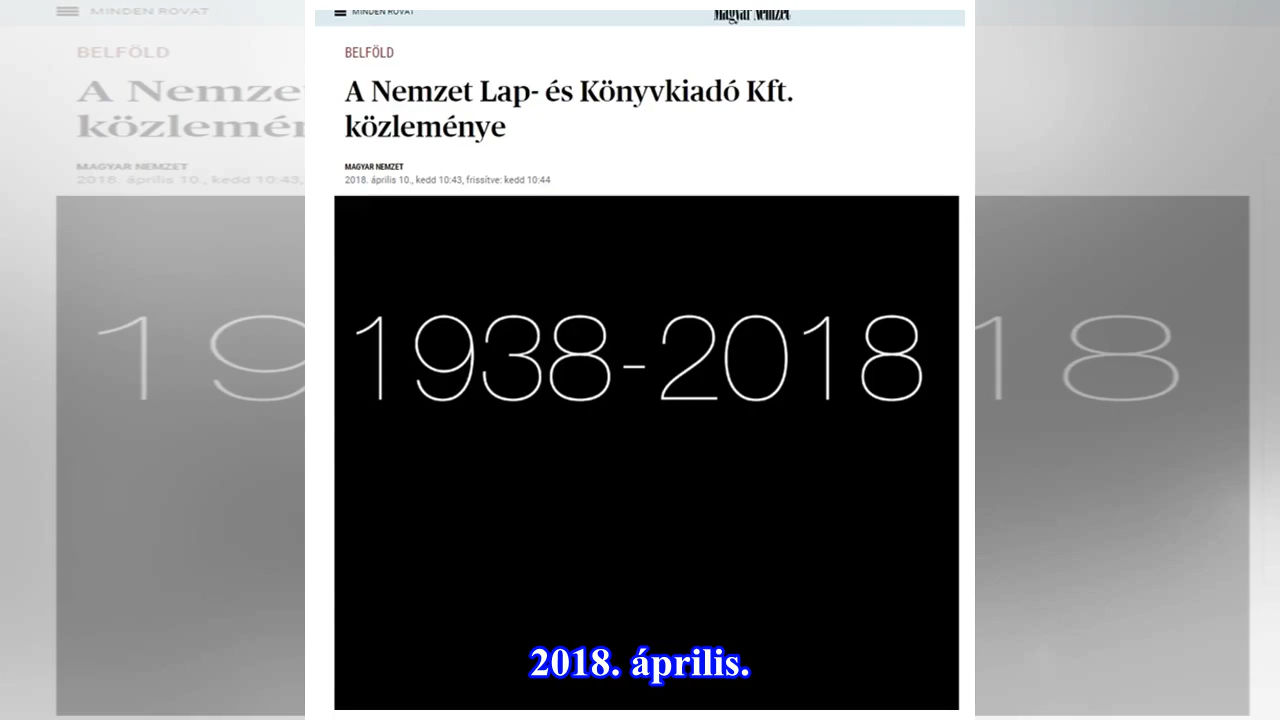 MINDEN ROVAT
Magyar Nemzet
BELFÖLD
A Nemzet Lap- és Könyvkiadó Kft.
közleménye
MAGYAR NEMZET
2018. április 10., kedd 10:43, frissítve: kedd 10:44
1938-2018
2018. április.